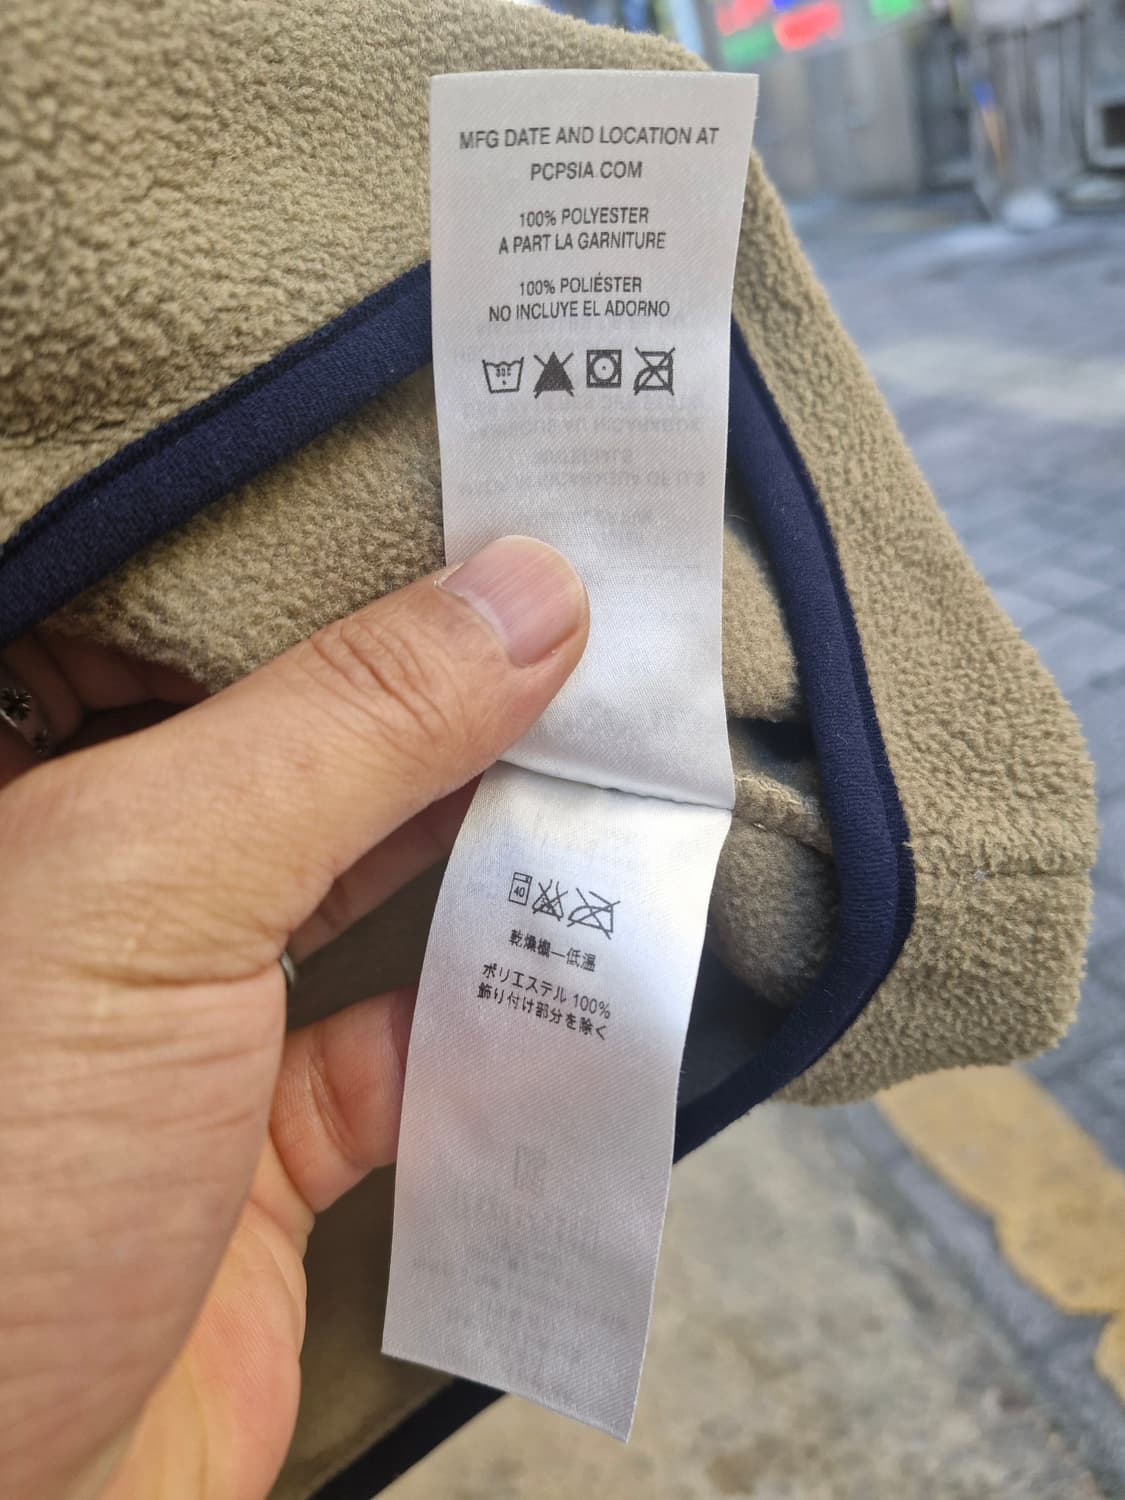 MFG DATE AND LOCATION AT
PCPSIA.COM
100% POLYESTER
A PART LA GARNITURE
100% POLIÉSTER
NO INCLUYE EL ADORNO
30C
40
乾燥機—低温
ポリエステル 100%
飾り付け部分を除く